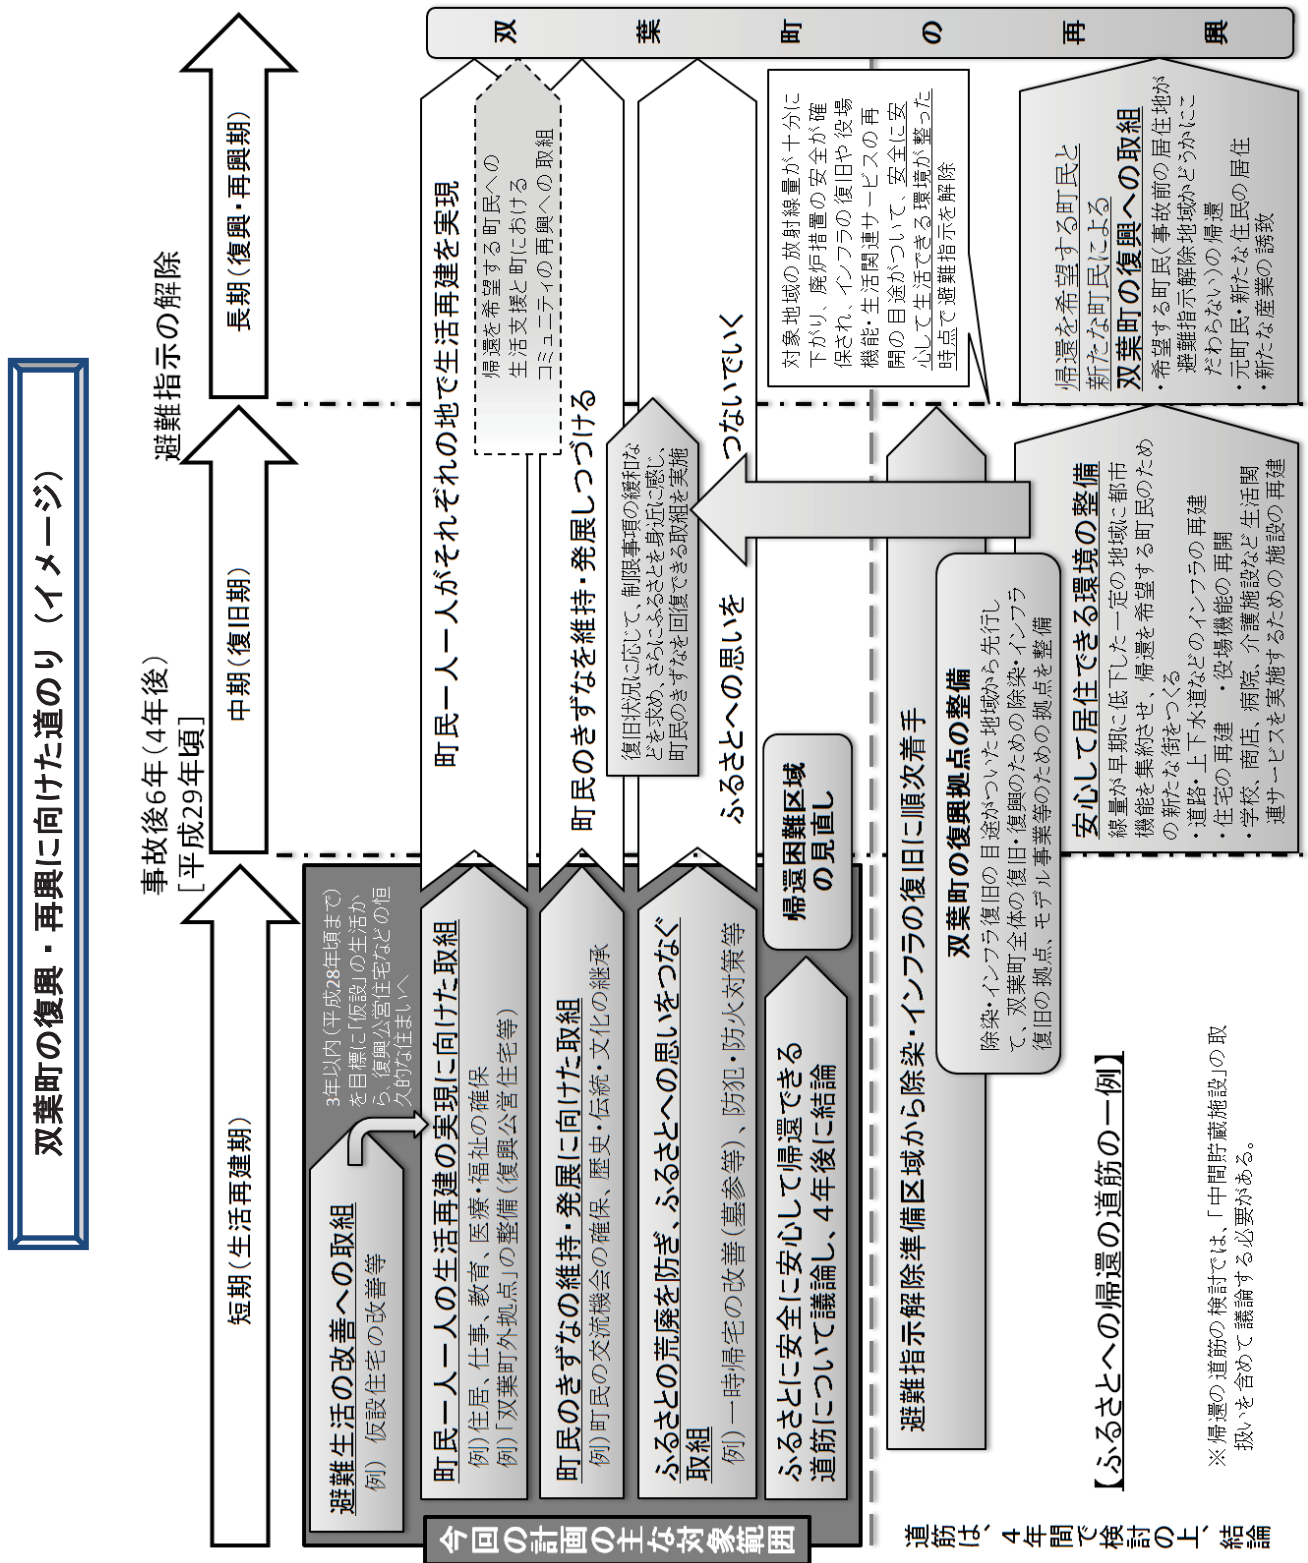 双葉町の復興・再興に向けた道のり（イメージ）
事故後6年（4年後）
［平成29年頃］
避難指示の解除
短期（生活再建期）
中期（復旧期）
長期（復興・再興期）
今回の計画の主な対象範囲
避難生活の改善への取組
例）仮設住宅の改善等
3年以内（平成28年頃まで）
を目標に「仮設」の生活か
ら、復興公営住宅などの恒
久的な住まいへ
町民一人一人の生活再建の実現に向けた取組
例）住居、仕事、教育、医療・福祉の確保
例）「双葉町外拠点」の整備（復興公営住宅等）
町民一人一人がそれぞれの地で生活再建を実現
帰還を希望する町民への
生活支援と町における
コミュニティの再興への取組
町民のきずなの維持・発展に向けた取組
例）町民の交流機会の確保、歴史・伝統・文化の継承
町民のきずなを維持・発展しつづける
復旧状況に応じて、制限事項の緩和な
どを求め、さらにふるさとを身近に感じ、
町民のきずなを回復できる取組を実施
ふるさとの荒廃を防ぎ、ふるさとへの思いをつなぐ
取組
例）一時帰宅の改善（墓参等）、防犯・防火対策等
ふるさとへの思いを　つないでいく
ふるさとに安全に安心して帰還できる
道筋について議論し、4年後に結論
帰還困難区域
の見直し
対象地域の放射線量が十分に
下がり、廃炉措置の安全が確
保され、インフラの復旧や役場
機能・生活関連サービスの再
開の目途がついて、安全に安
心して生活できる環境が整った
時点で避難指示を解除
避難指示解除準備区域から除染・インフラの復旧に順次着手
双葉町の復興拠点の整備
除染・インフラ復旧の目途がついた地域から先行し
て、双葉町全体の復旧・復興のための除染・インフラ
復旧の拠点、モデル事業等のための拠点を整備
安心して居住できる環境の整備
線量が早期に低下した一定の地域に都市
機能を集約させ、帰還を希望する町民のため
の新たな街をつくる
・道路・上下水道などのインフラの再建
・住宅の再建　・役場機能の再開
・学校、商店、病院、介護施設など生活関
連サービスを実施するための施設の再建
帰還を希望する町民と
新たな町民による
双葉町の復興への取組
・希望する町民（事故前の居住地が
避難指示解除地域かどうかにこ
だわらない）の帰還
・元町民・新たな住民の居住
・新たな産業の誘致
双葉町の再興
道筋は、4年間で検討の上、結論
【ふるさとへの帰還の道筋の一例】
※帰還の道筋の検討では、「中間貯蔵施設」の取
扱いを含めて議論する必要がある。